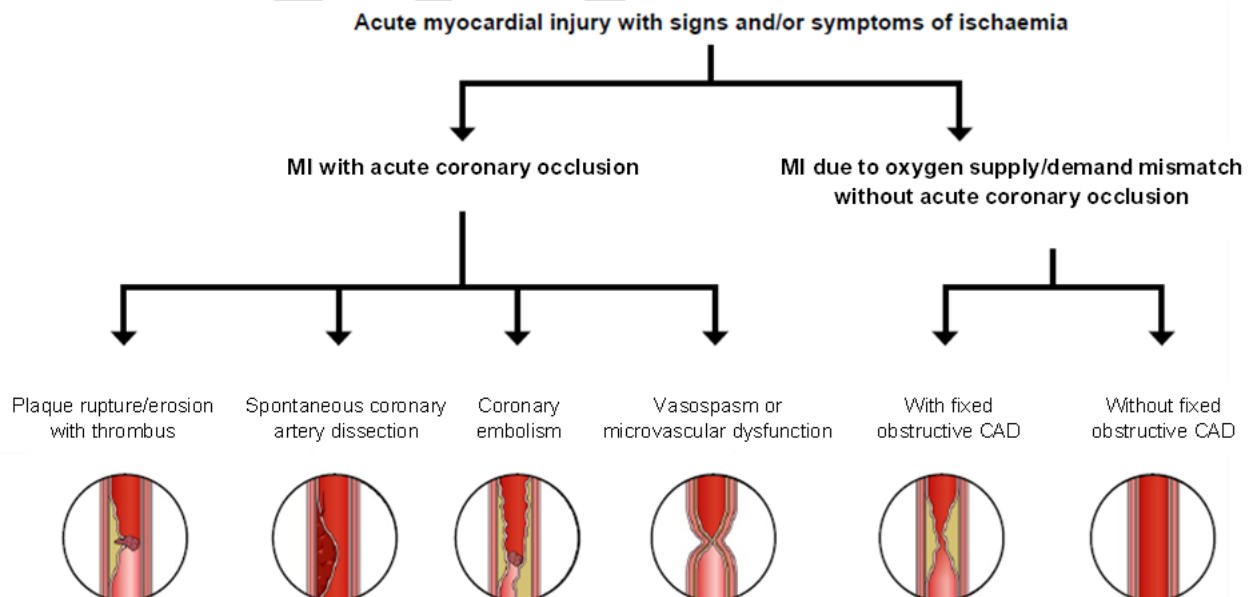 Acute myocardial injury with signs and/or symptoms of ischaemia
MI with acute coronary occlusion
MI due to oxygen supply/demand mismatch
without acute coronary occlusion
Plaque rupture/erosion
with thrombus
Spontaneous coronary
artery dissection
Coronary
embolism
Vasospasm or
microvascular dysfunction
With fixed
obstructive CAD
Without fixed
obstructive CAD